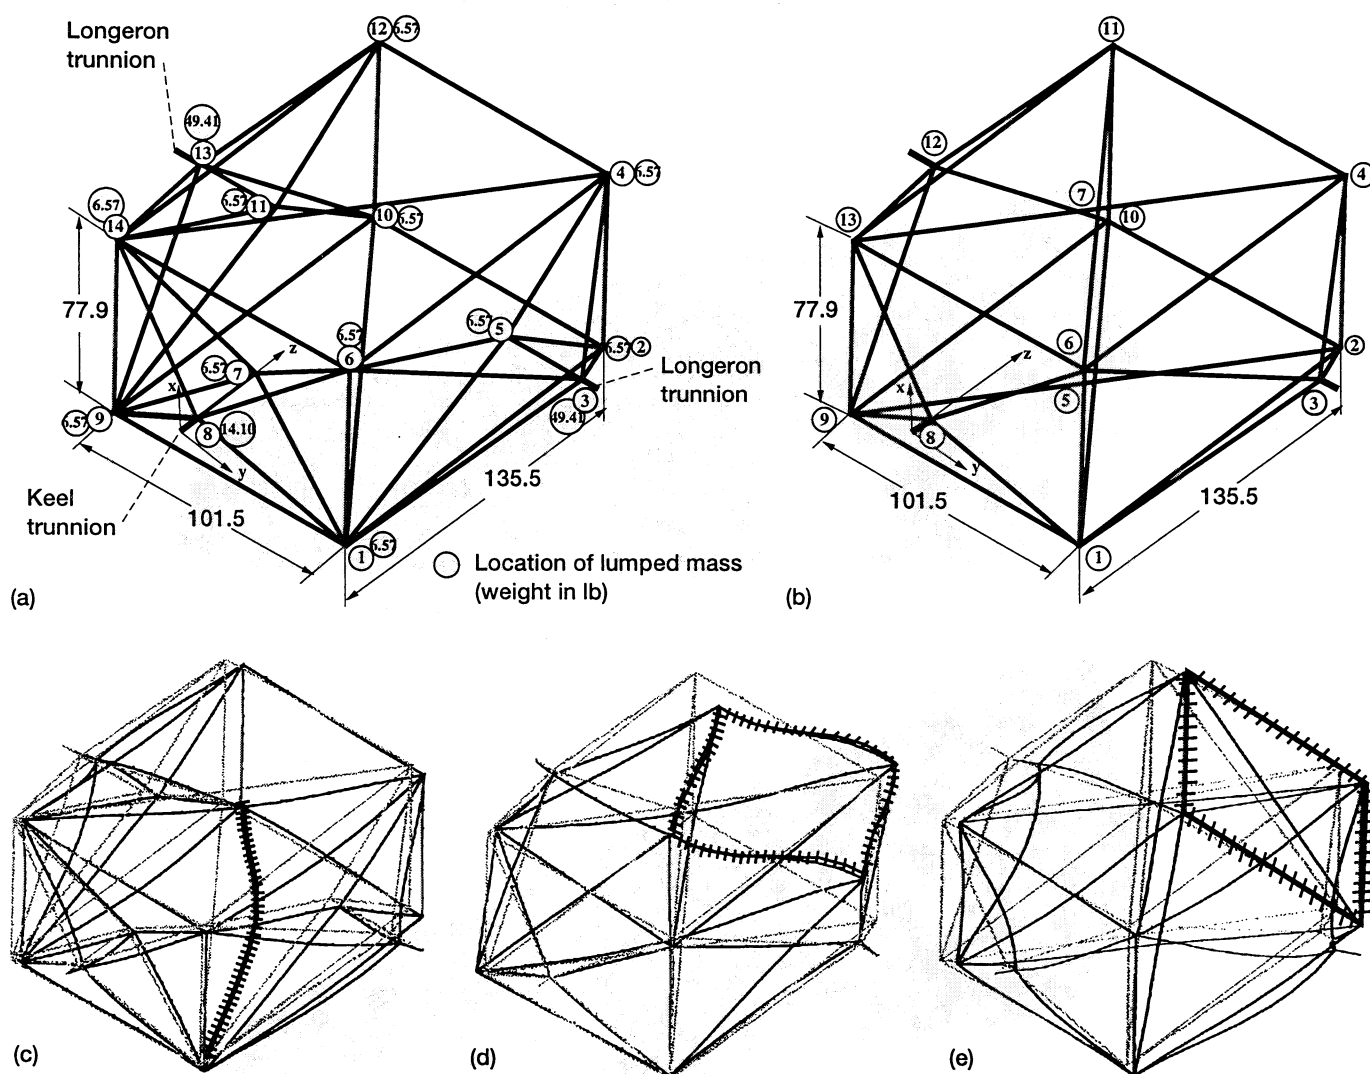 Longeron
trunnion
12 6.57
49.41
13
4 6.57
6.57
14
6.57
11
10 6.57
77.9
6.57
5
6.57
6
6.57 2
z
6.57
7
x
Longeron
trunnion
3
49.41
9
6.57
8 14.10
y
135.5
Keel
trunnion
101.5
1 6.57
Location of lumped mass
(weight in lb)
(a)
11
12
4
7
13
10
77.9
6
z
2
x
5
3
9
8
y
135.5
101.5
1
(b)
(c)
(d)
(e)